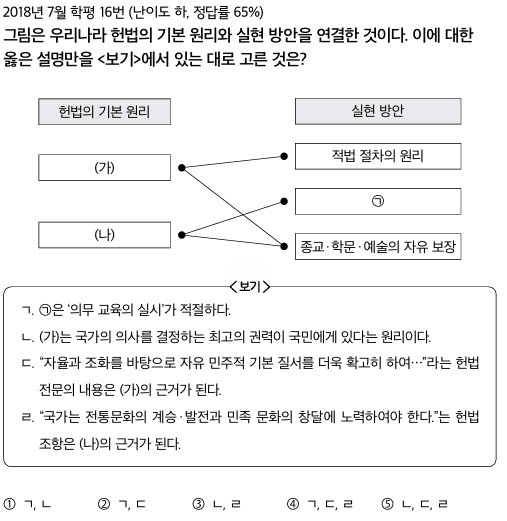 2018년 7월 학평 16번 (난이도 하, 정답률 65%)
그림은 우리나라 헌법의 기본 원리와 실현 방안을 연결한 것이다. 이에 대한
옳은 설명만을 <보기>에서 있는 대로 고른 것은?
헌법의 기본 원리
실현 방안
(가)
적법 절차의 원리
㉠
(나)
종교·학문·예술의 자유 보장
<보기>
ㄱ. ㉠은 ‘의무 교육의 실시’가 적절하다.
ㄴ. (가)는 국가의 의사를 결정하는 최고의 권력이 국민에게 있다는 원리이다.
ㄷ. “자율과 조화를 바탕으로 자유 민주적 기본 질서를 더욱 확고히 하여…”라는 헌법
전문의 내용은 (가)의 근거가 된다.
ㄹ. “국가는 전통문화의 계승·발전과 민족 문화의 창달에 노력하여야 한다.”는 헌법
조항은 (나)의 근거가 된다.
① ㄱ, ㄴ ② ㄱ, ㄷ ③ ㄴ, ㄹ ④ ㄱ, ㄷ, ㄹ ⑤ ㄴ, ㄷ, ㄹ